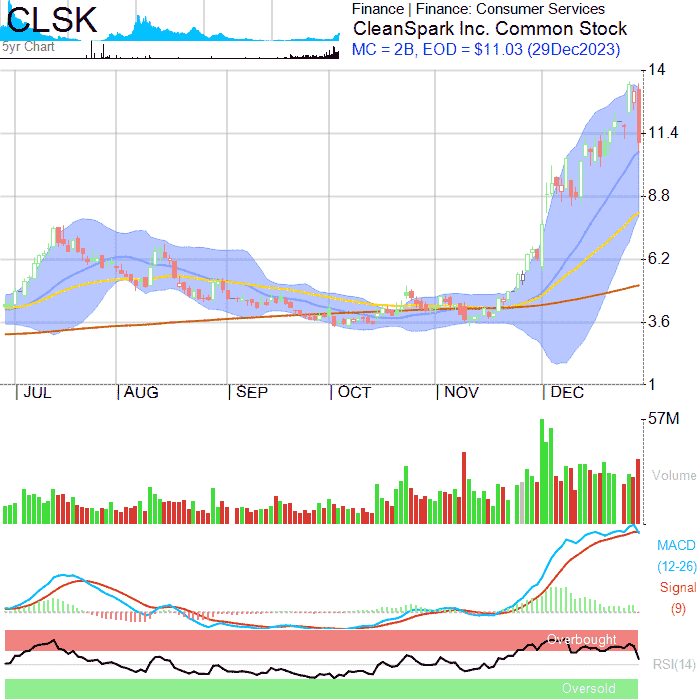 CLSK
5yr Chart
Finance | Finance: Consumer Services
CleanSpark Inc. Common Stock
MC = 2B, EOD = $11.03 (29Dec2023)
14
11.4
8.8
6.2
3.6
1
JUL AUG SEP OCT NOV DEC
57M
Volume
MACD
(12-26)
Signal
(9)
Overbought
RSI(14)
Oversold